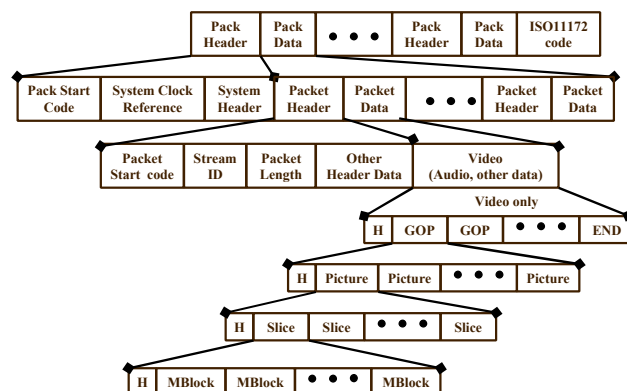 Pack Header Pack Data • • • Pack Header Pack Data ISO11172 code
Pack Start Code System Clock Reference System Header Packet Header Packet Data • • • Packet Header Packet Data
Packet Start code Stream ID Packet Length Other Header Data Video (Audio, other data)
Video only
H GOP GOP • • • END
H Picture Picture • • • Picture
H Slice Slice • • • Slice
H MBlock MBlock • • • MBlock